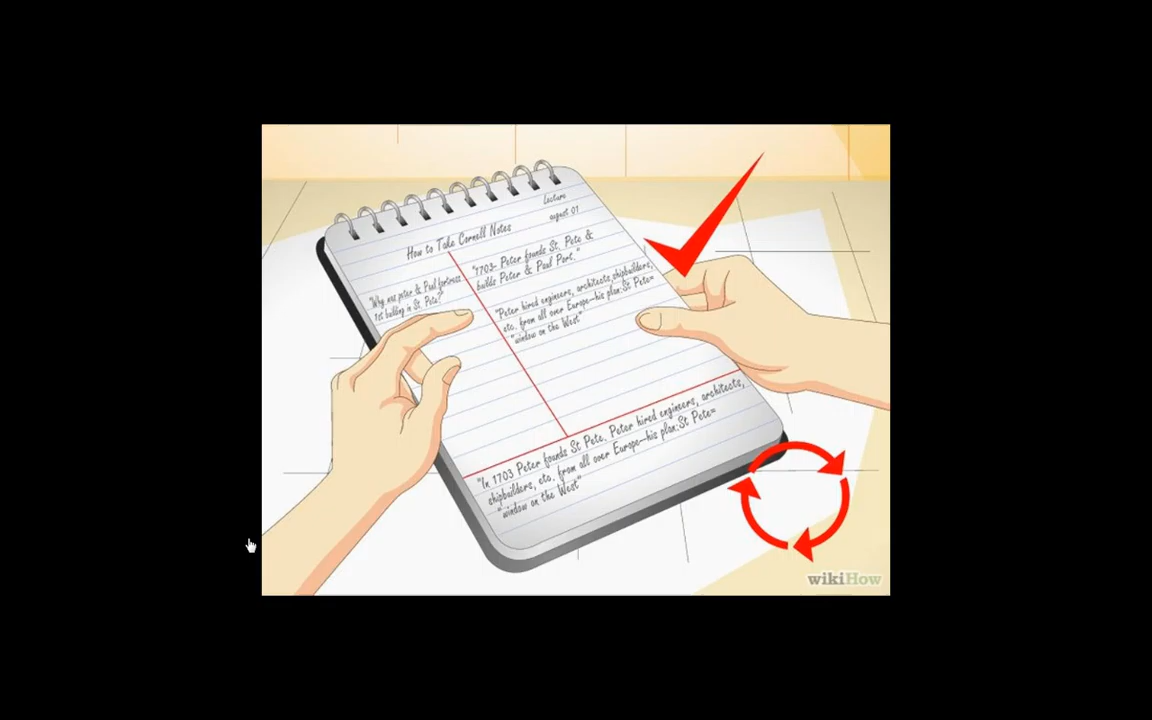 lecture
august 01
How to Take Cornell Notes
"Why was peter & Paul fortress
1st building in St. Pete?"
"1703- Peter founds St. Pete &
builds Peter & Paul Port."
"Peter hired engineers, architects,shipbuilders,
etc. from all over Europe—his plan:St Pete=
"window on the West"
"In 1703 Peter founds St Pete. Peter hired engineers, architects,
shipbuilders, etc. from all over Europe—his plan:St Pete=
"window on the West"
wikiHow